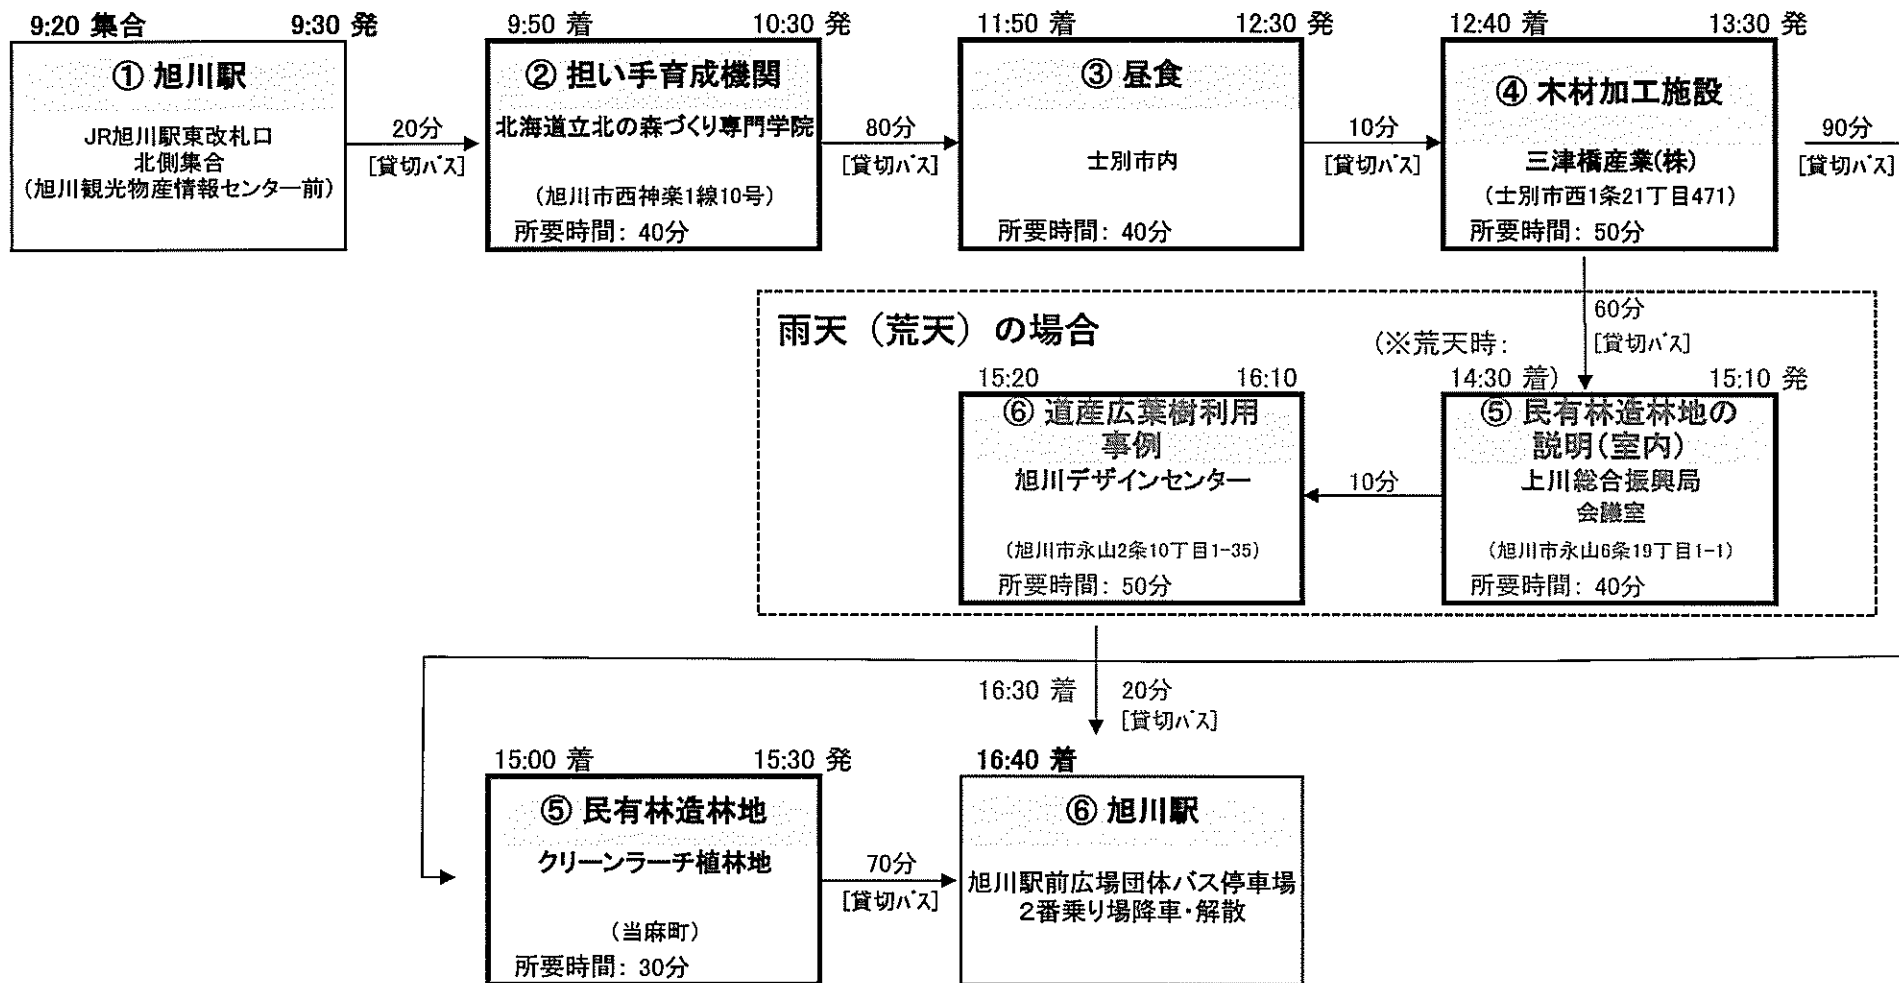 9:20 集合 9:30 発
① 旭川駅
JR旭川駅東改札口
北側集合
(旭川観光物産情報センター前)
20分
[貸切バス]
9:50 着 10:30 発
② 担い手育成機関
北海道立北の森づくり専門学院
(旭川市西神楽1線10号)
所要時間: 40分
80分
[貸切バス]
11:50 着 12:30 発
③ 昼食
士別市内
所要時間: 40分
10分
[貸切バス]
12:40 着 13:30 発
④ 木材加工施設
三津橋産業(株)
(士別市西1条21丁目471)
所要時間: 50分
90分
[貸切バス]
60分
[貸切バス]
雨天(荒天)の場合
(※荒天時:
14:30 着) 15:10 発
⑤ 民有林造林地の
説明(室内)
上川総合振興局
会議室
(旭川市永山6条19丁目1-1)
所要時間: 40分
10分
15:20 16:10
⑥ 道産広葉樹利用
事例
旭川デザインセンター
(旭川市永山2条10丁目1-35)
所要時間: 50分
16:30 着
20分
[貸切バス]
15:00 着 15:30 発
⑤ 民有林造林地
クリーンラーチ植林地
(当麻町)
所要時間: 30分
70分
[貸切バス]
16:40 着
⑥ 旭川駅
旭川駅前広場団体バス停車場
2番乗り場降車・解散